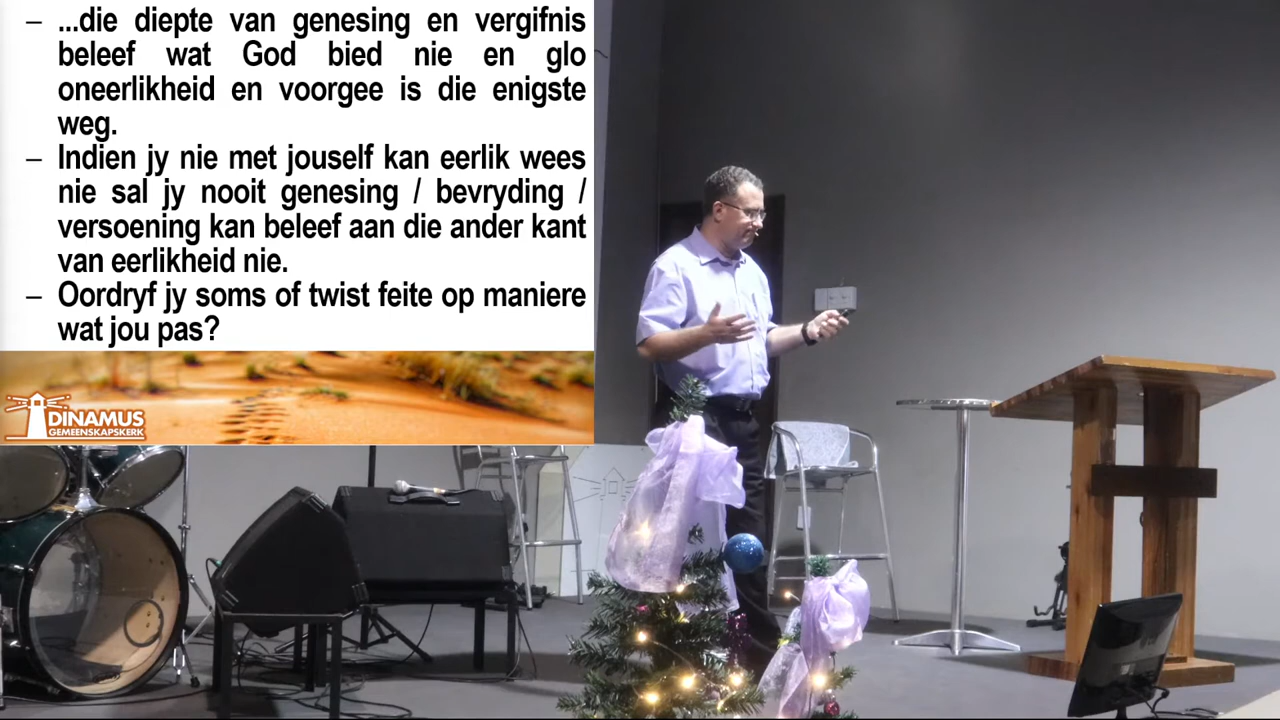 – ...die diepte van genesing en vergifnis
beleef wat God bied nie en glo
oneerlikheid en voorgee is die enigste
weg.
– Indien jy nie met jouself kan eerlik wees
nie sal jy nooit genesing / bevryding /
versoening kan beleef aan die ander kant
van eerlikheid nie.
– Oordryf jy soms of twist feite op maniere
wat jou pas?
DINAMUS
GEMEENSKAPSKERK